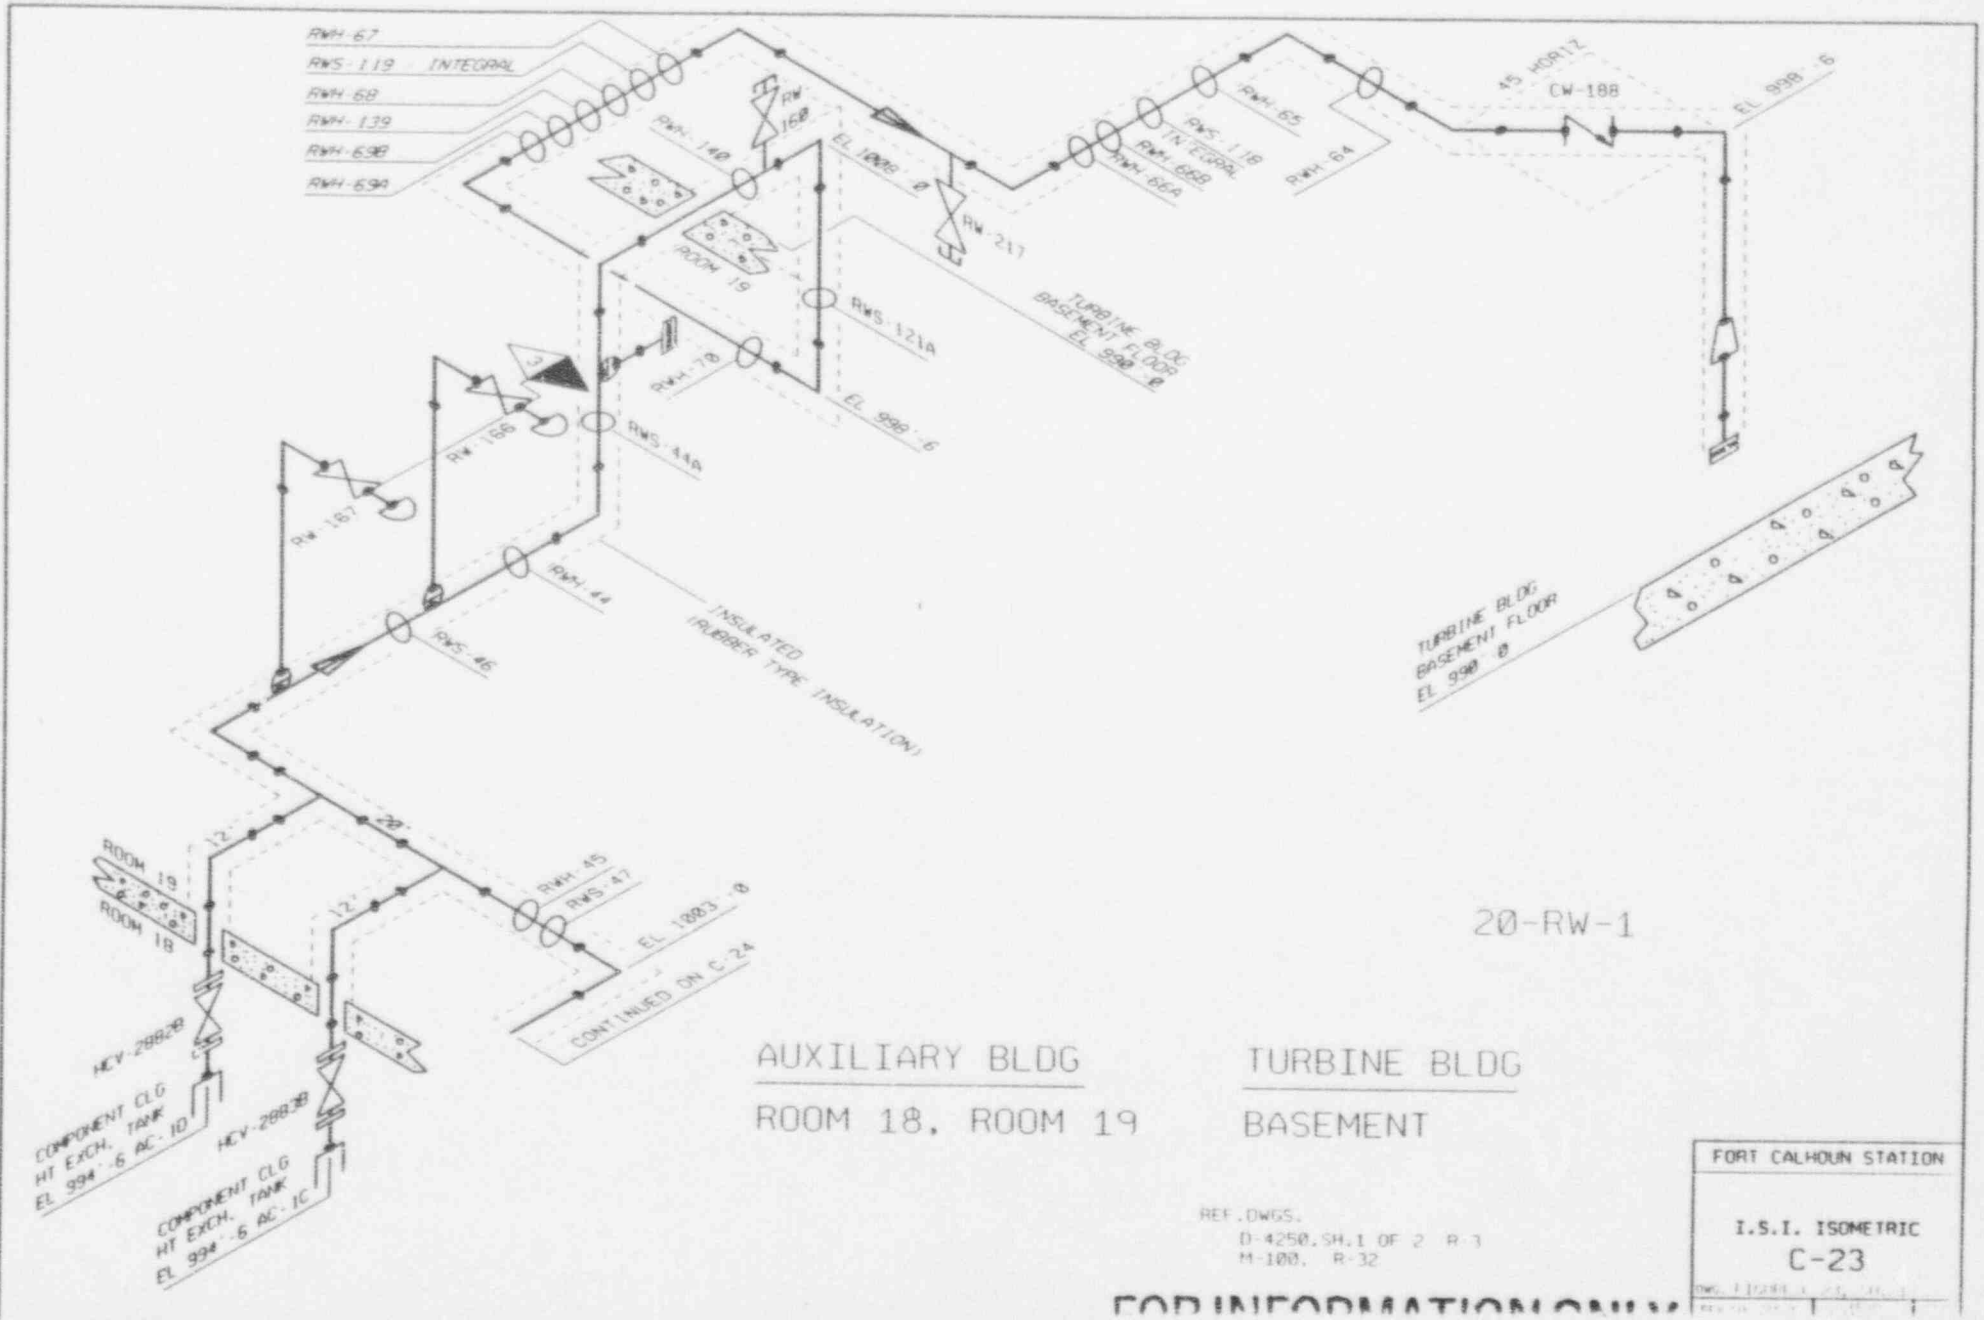 RWH-67
RWS-119 INTEGRAL
RWH-68
RWH-139
RWH-69B
RWH-69A
RWH-140
RW
160
EL 1008'-0
RW-217
RWH-65
RWS-118
INTEGRAL
RWH-66B
RWH-66A
RWH-64
45 HORIZ
CW-188
EL 998'-6
ROOM 19
TURBINE BLDG
BASEMENT FLOOR
EL 990'-0
RWS-121A
RWH-70
EL 998'-6
3
RW-166
RWS-44A
RW-167
RWH-44
RWS-46
INSULATED
(RUBBER TYPE INSULATION)
TURBINE BLDG
BASEMENT FLOOR
EL 990'-0
12"
20"
ROOM 19
ROOM 18
12"
RWH-45
RWS-47
EL 1003'-0
CONTINUED ON C-24
20-RW-1
HCV-2882B
COMPONENT CLG
HT EXCH. TANK
EL 994'-6 AC-1D
HCV-2883B
COMPONENT CLG
HT EXCH. TANK
EL 994'-6 AC-1C
AUXILIARY BLDG
ROOM 18, ROOM 19
TURBINE BLDG
BASEMENT
REF.DWGS.
D-4250.SH.1 OF 2 R-3
M-100. R-32
FORT CALHOUN STATION
I.S.I. ISOMETRIC
C-23
FOR INFORMATION ONLY